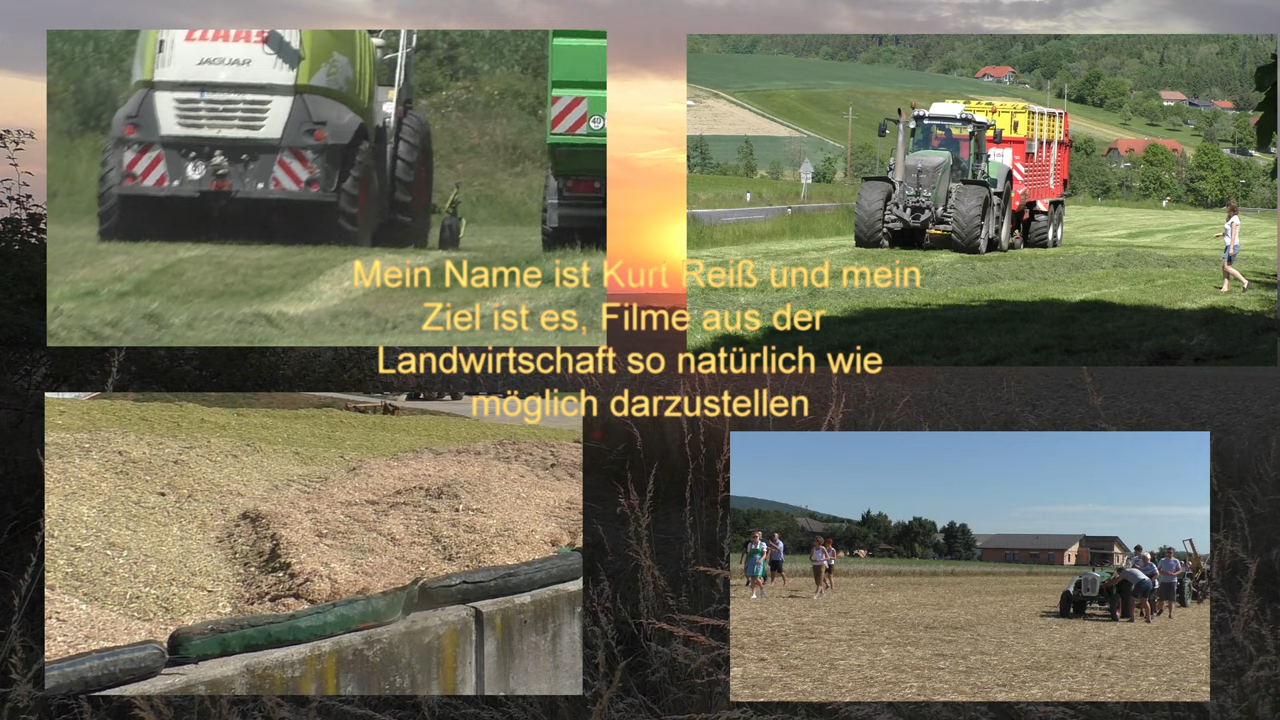 CLAAS
JAGUAR
40
Mein Name ist Kurt Reiß und mein
Ziel ist es, Filme aus der
Landwirtschaft so natürlich wie
möglich darzustellen